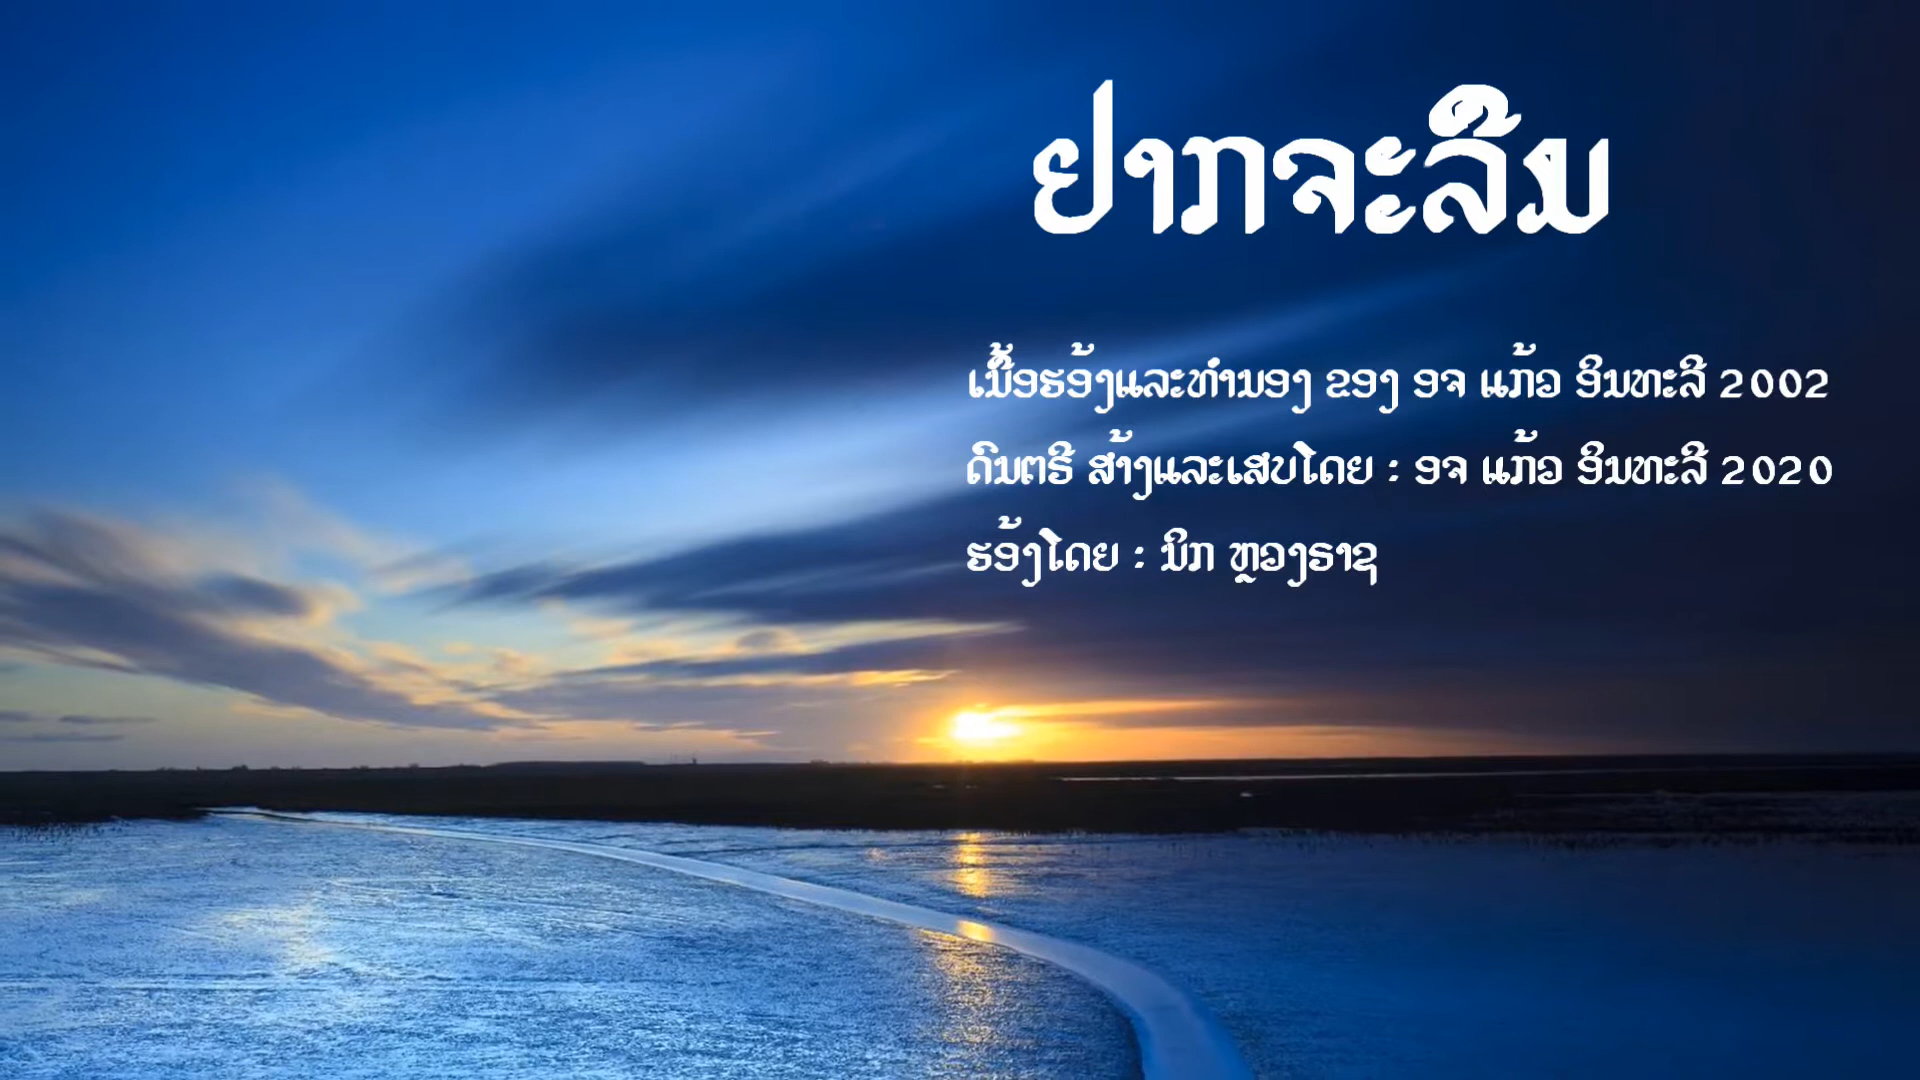 ຢາກຈະລືມ
ເນື້ອຮອ້ງແລະທຳນອງ ຂອງ ອຈ ແກ້ວ ອິນທະສີ 2002
ດົນຕຣີ ສ້າງແລະເສບໂດຍ : ອຈ ແກ້ວ ອິນທະສີ 2020
ຮອ້ງໂດຍ : ນິກ ຫຼວງຣາຊ